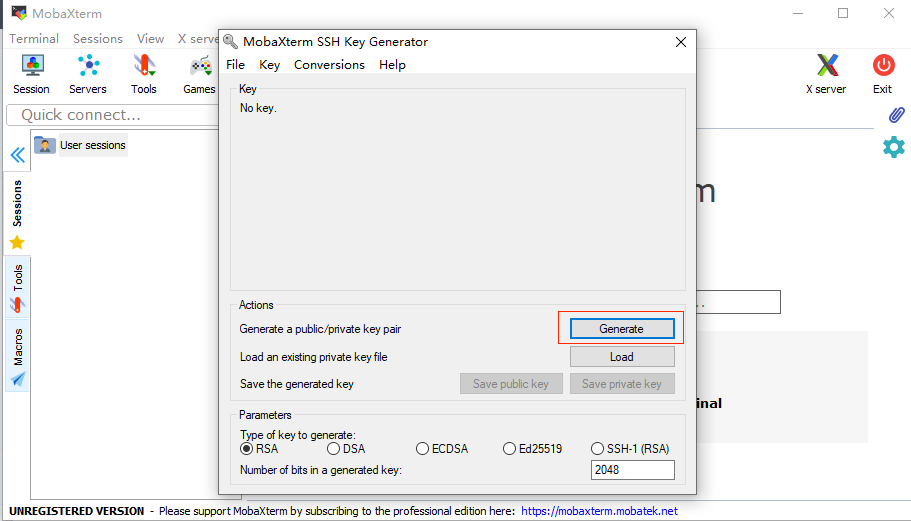 MobaXterm
Terminal Sessions View X serve
Session Servers Tools Games
X server Exit
Quick connect...
User sessions
Sessions
Tools
Macros
MobaXterm SSH Key Generator
File Key Conversions Help
Key
No key.
Actions
Generate a public/private key pair Generate
Load an existing private key file Load
Save the generated key Save public key Save private key
Parameters
Type of key to generate:
RSA DSA ECDSA Ed25519 SSH-1 (RSA)
Number of bits in a generated key: 2048
m
..
inal
UNREGISTERED VERSION - Please support MobaXterm by subscribing to the professional edition here: https://mobaxterm.mobatek.net